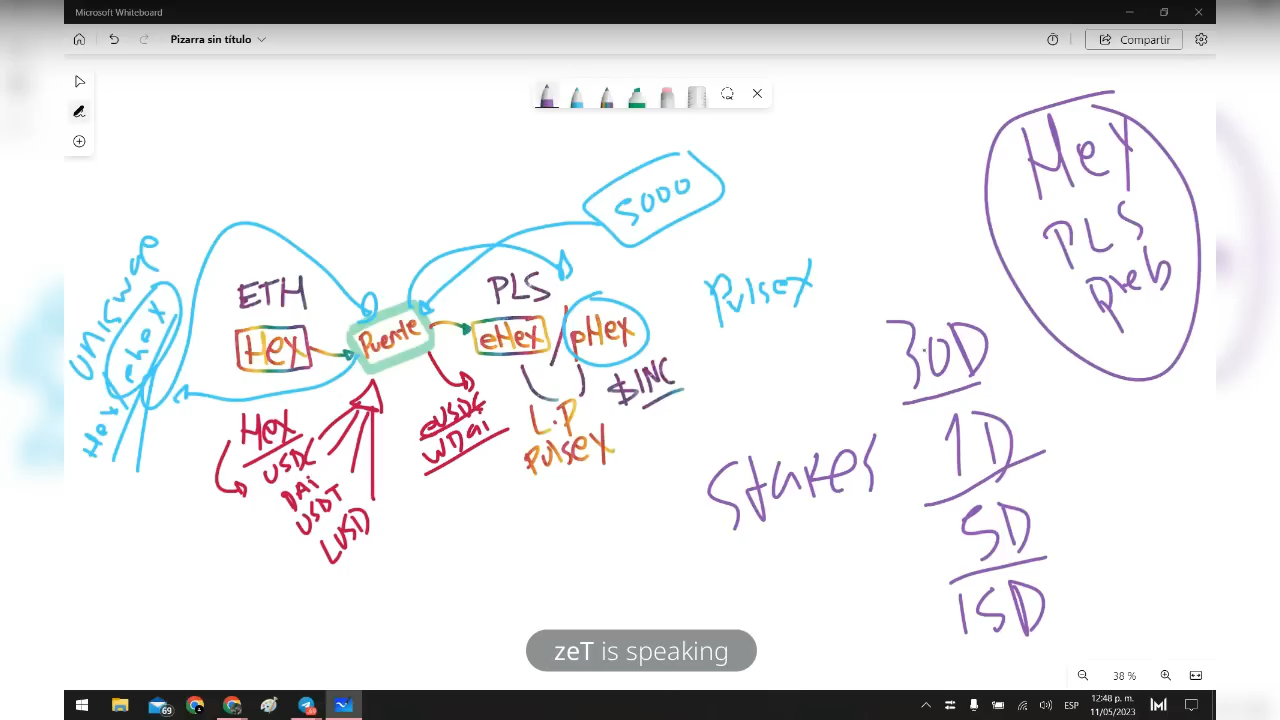 Microsoft Whiteboard
Pizarra sin título
Compartir
Hex
PLS
5000
ETH
PLS
Pulsex
uniswap
ehex
Hex
Hex
Puente
eHex
pHex
30D
$INC
Hex
USDC
DAi
USDT
LUSD
eUSDC
WDai
L.P
Pulsex
stakes
1D
5D
15D
zeT is speaking
38 %
69
ESP
12:48 p. m.
11/05/2023